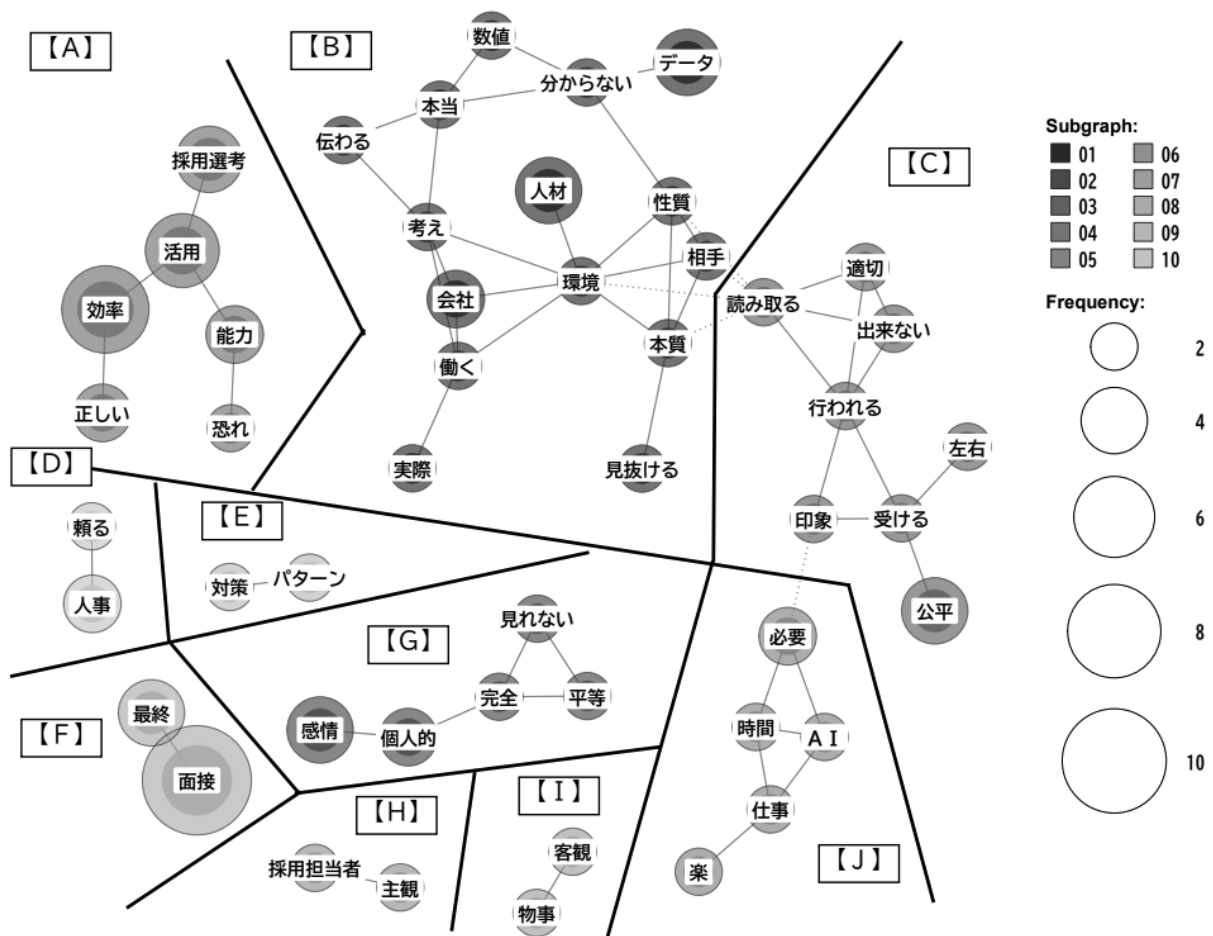 【A】
採用選考
活用
効率
能力
正しい
恐れ
【B】
数値
データ
分からない
本当
伝わる
人材
性質
考え
相手
環境
会社
本質
働く
実際
見抜ける
【C】
適切
読み取る
出来ない
行われる
左右
印象
受ける
公平
【D】
頼る
人事
【E】
対策
パターン
【F】
最終
面接
【G】
見れない
完全
平等
感情
個人的
【H】
採用担当者
主観
【I】
客観
物事
【J】
必要
時間
AI
仕事
楽
Subgraph:
01 06
02 07
03 08
04 09
05 10
Frequency:
2
4
6
8
10